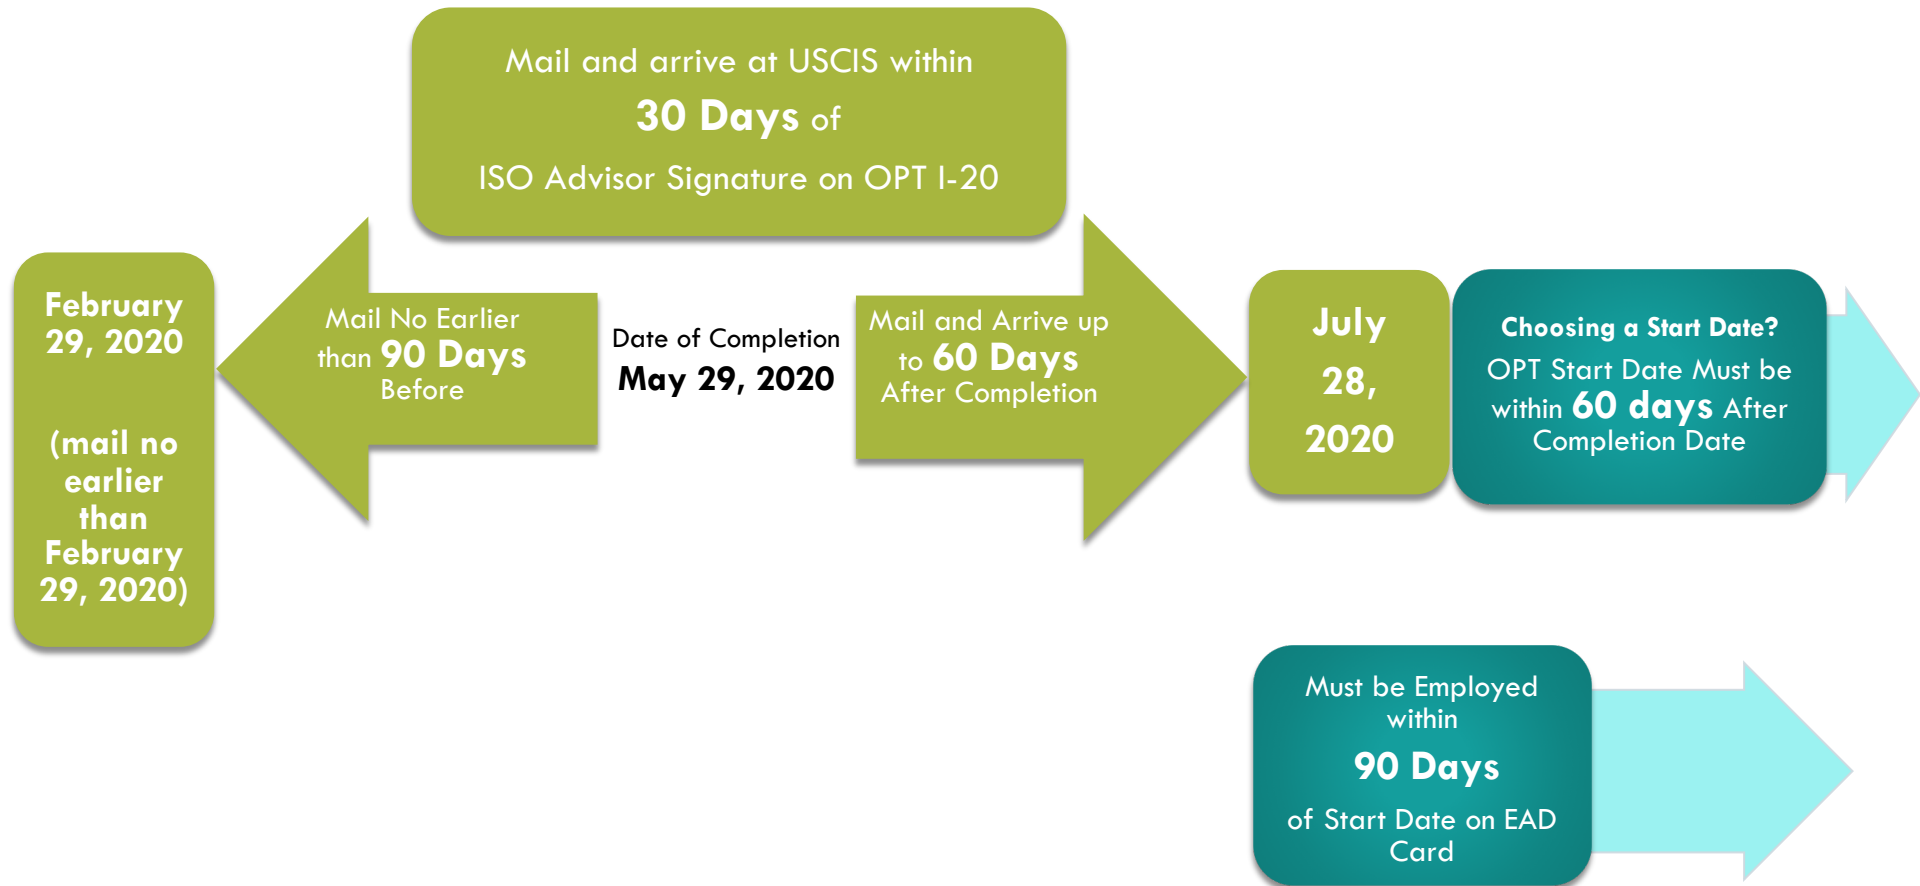 Mail and arrive at USCIS within
30 Days of
ISO Advisor Signature on OPT I-20
February
29, 2020
(mail no
earlier
than
February
29, 2020)
Mail No Earlier
than 90 Days
Before
Date of Completion
May 29, 2020
Mail and Arrive up
to 60 Days
After Completion
July
28,
2020
Choosing a Start Date?
OPT Start Date Must be
within 60 days After
Completion Date
Must be Employed
within
90 Days
of Start Date on EAD
Card